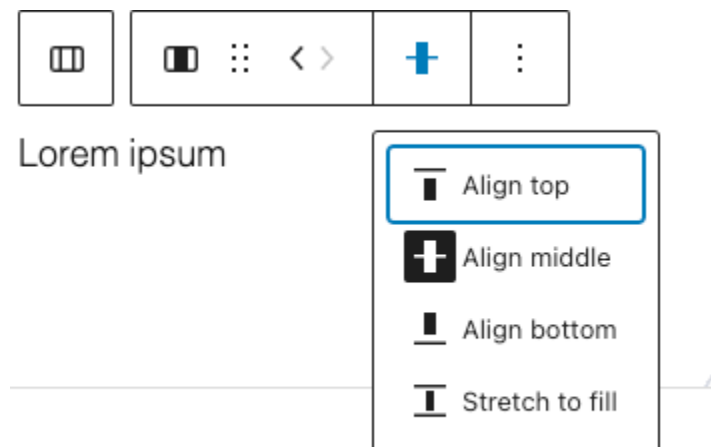 Lorem ipsum
Align top
Align middle
Align bottom
Stretch to fill